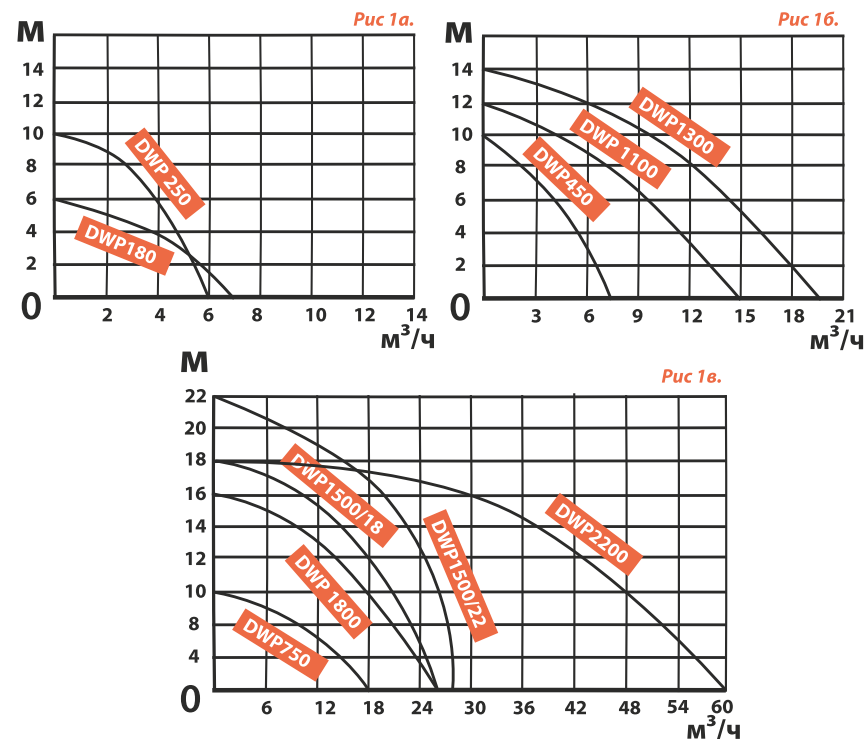 Рис 1а.
М
14
12
10
8
6
4
2
0
2 4 6 8 10 12 14
м³/ч
DWP 250
DWP180
Рис 1б.
М
14
12
10
8
6
4
2
0
3 6 9 12 15 18 21
м³/ч
DWP1300
DWP 1100
DWP450
Рис 1в.
М
22
20
18
16
14
12
10
8
4
0
6 12 18 24 30 36 42 48 54 60
м³/ч
DWP1500/18
DWP 1800
DWP750
DWP1500/22
DWP2200